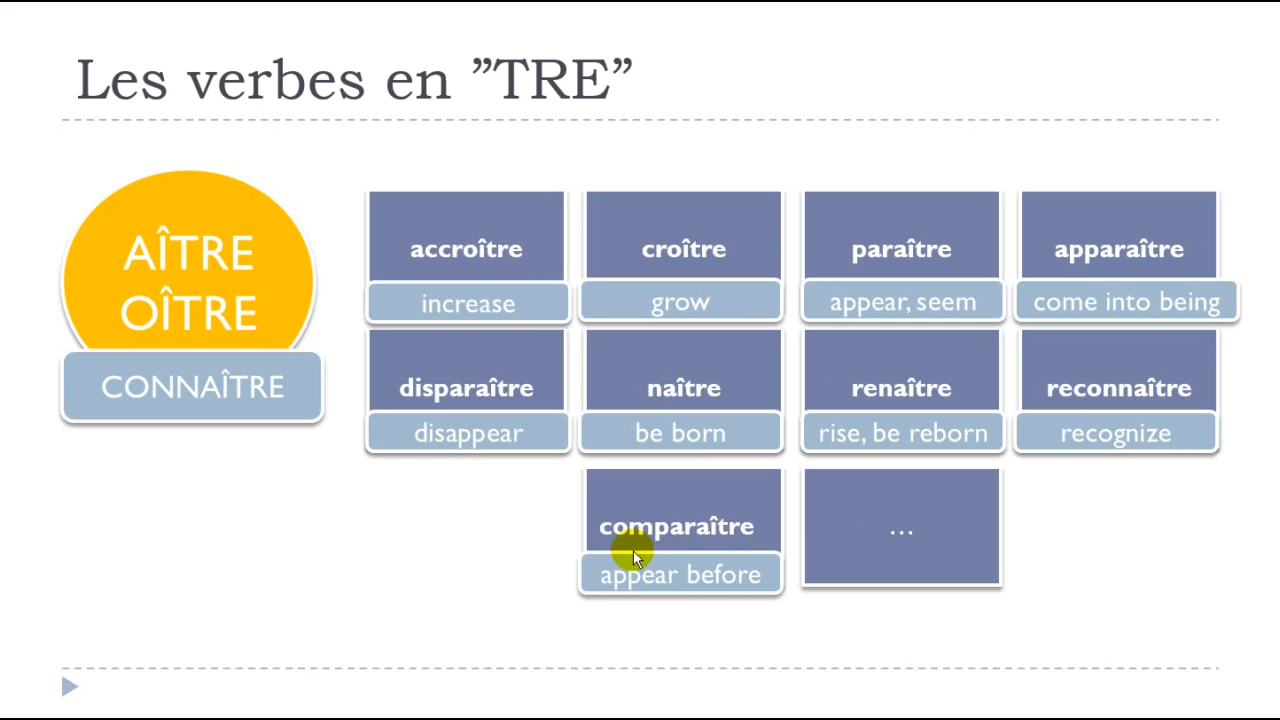 Les verbes en ”TRE”
AÎTRE
OÎTRE
CONNAÎTRE
accroître
increase
croître
grow
paraître
appear, seem
apparaître
come into being
disparaître
disappear
naître
be born
renaître
rise, be reborn
reconnaître
recognize
comparaître
appear before
...